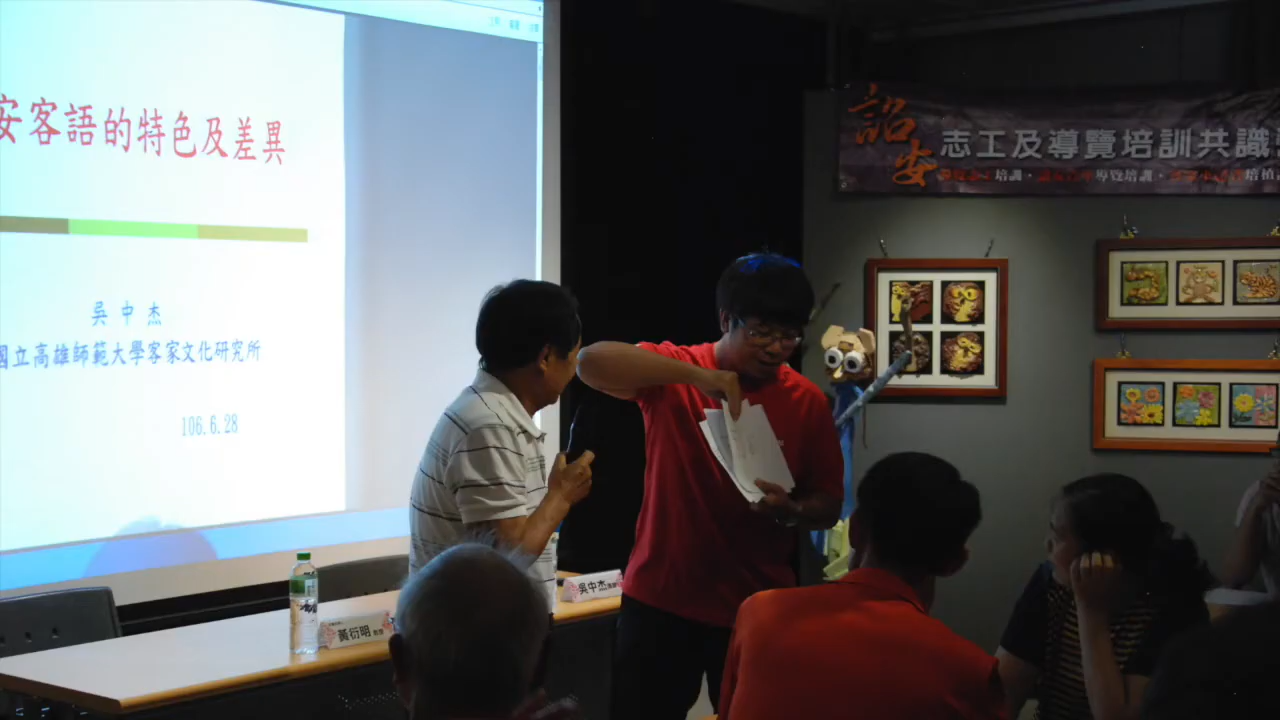 安客語的特色及差異
吳中杰
國立高雄師範大學客家文化研究所
106.6.28
詔安
志工及導覽培訓共識
培訓・導覽培訓・
黃衍明
吳中杰